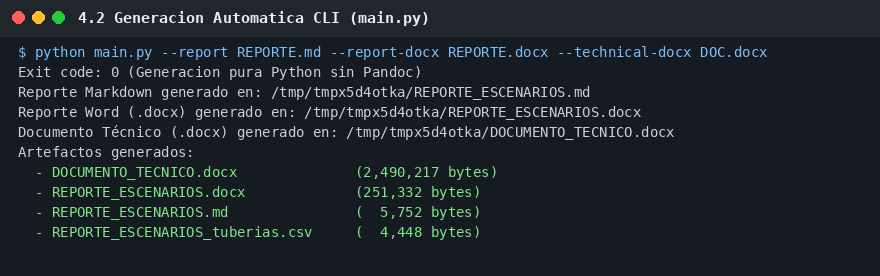 4.2 Generacion Automatica CLI (main.py)
$ python main.py --report REPORTE.md --report-docx REPORTE.docx --technical-docx DOC.docx
Exit code: 0 (Generacion pura Python sin Pandoc)
Reporte Markdown generado en: /tmp/tmpx5d4otka/REPORTE_ESCENARIOS.md
Reporte Word (.docx) generado en: /tmp/tmpx5d4otka/REPORTE_ESCENARIOS.docx
Documento Técnico (.docx) generado en: /tmp/tmpx5d4otka/DOCUMENTO_TECNICO.docx
Artefactos generados:
  - DOCUMENTO_TECNICO.docx              (2,490,217 bytes)
  - REPORTE_ESCENARIOS.docx             (251,332 bytes)
  - REPORTE_ESCENARIOS.md               (  5,752 bytes)
  - REPORTE_ESCENARIOS_tuberias.csv     (  4,448 bytes)